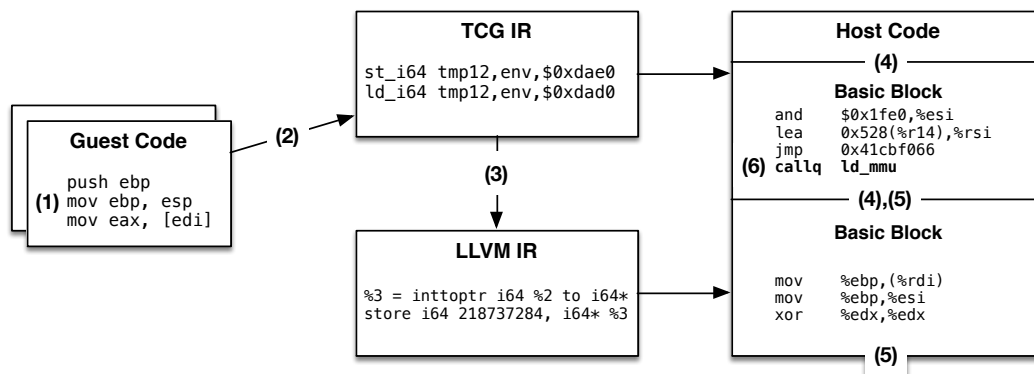 TCG IR
st_i64 tmp12,env,$0xdae0
ld_i64 tmp12,env,$0xdad0
Guest Code
push ebp
(1) mov ebp, esp
mov eax, [edi]
(2)
(3)
LLVM IR
%3 = inttoptr i64 %2 to i64*
store i64 218737284, i64* %3
Host Code
(4)
Basic Block
and $0x1fe0,%esi
lea 0x528(%r14),%rsi
jmp 0x41cbf066
(6) callq ld_mmu
(4),(5)
Basic Block
mov %ebp,(%rdi)
mov %ebp,%esi
xor %edx,%edx
(5)